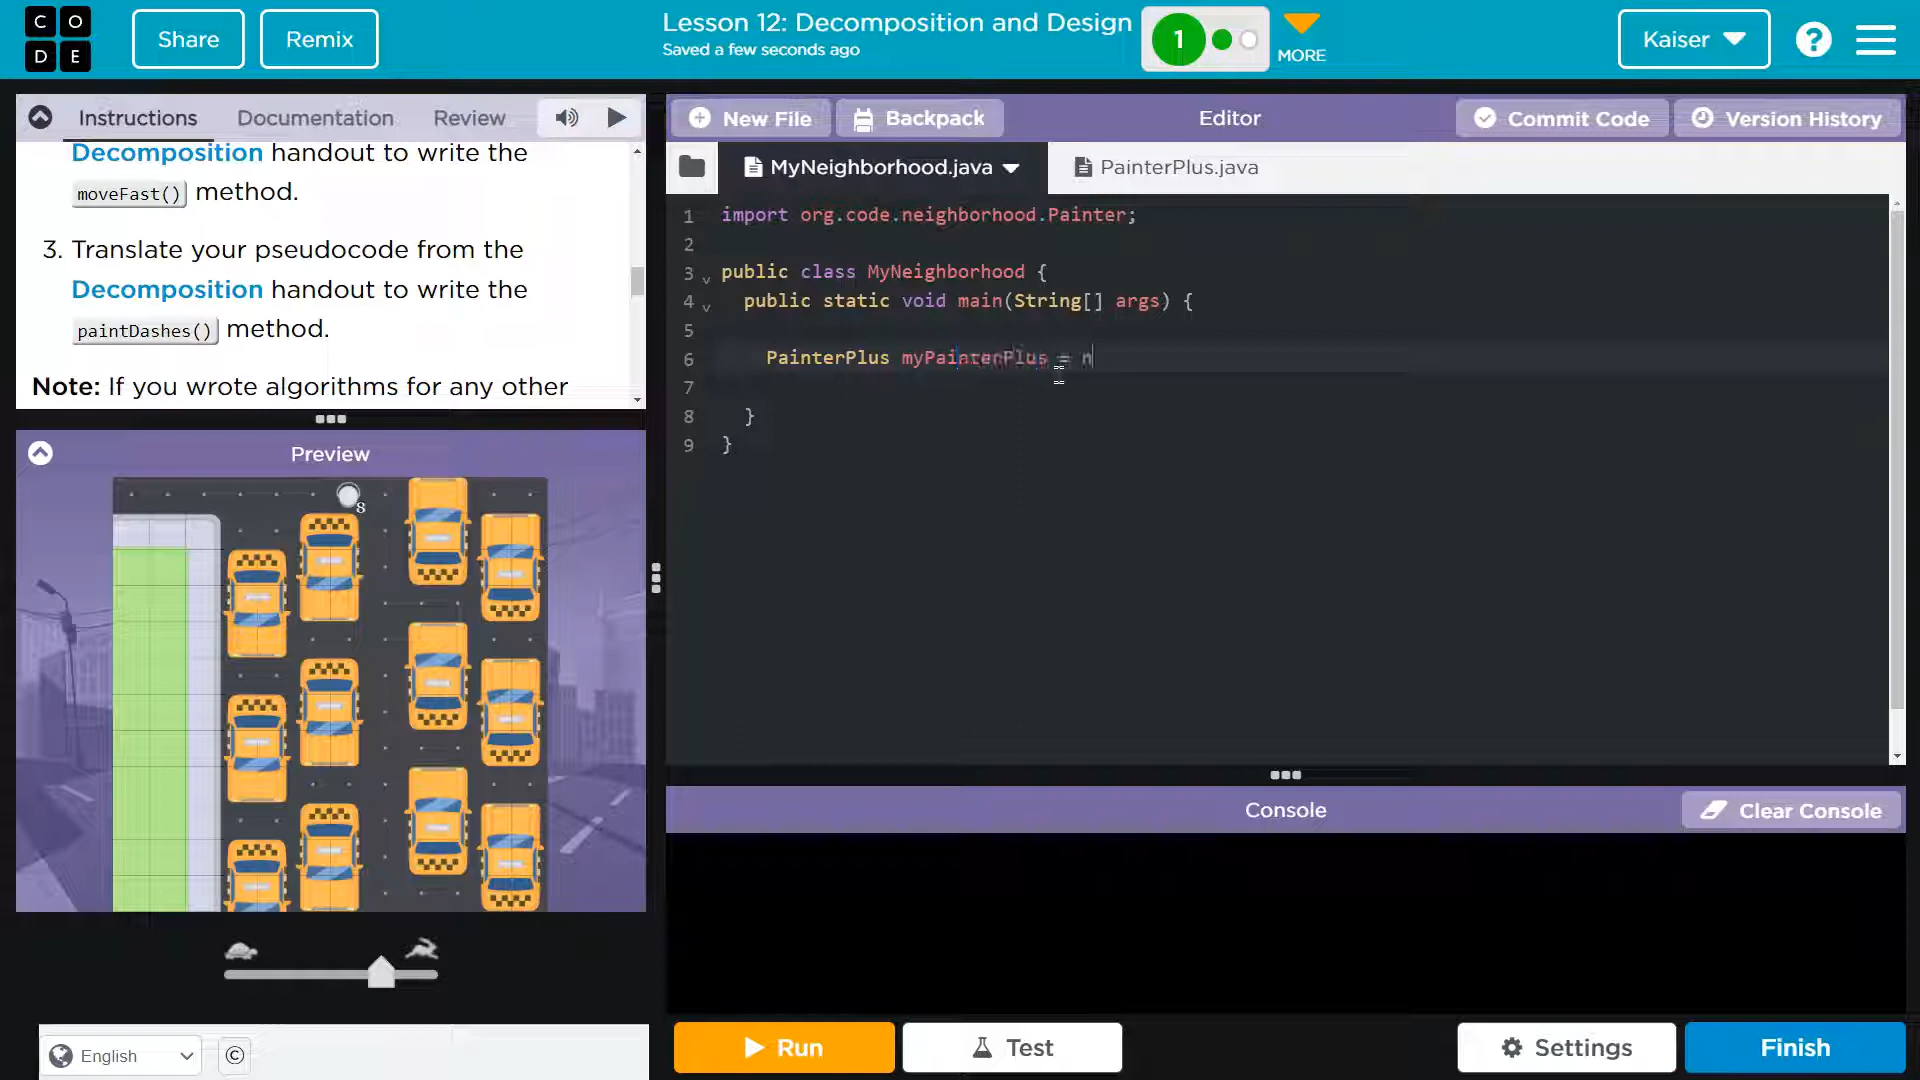 CODE
Share
Remix
Lesson 12: Decomposition and Design
Saved a few seconds ago
1
MORE
Kaiser
?
Instructions
Documentation
Review
Decomposition handout to write the
moveFast() method.
3. Translate your pseudocode from the
Decomposition handout to write the
paintDashes() method.
Note: If you wrote algorithms for any other
Preview
8
English
©
New File
Backpack
Editor
Commit Code
Version History
MyNeighborhood.java
PainterPlus.java
1 import org.code.neighborhood.Painter;
2
3 public class MyNeighborhood {
4 public static void main(String[] args) {
5
6 PainterPlus myPainterPlus = n
7
8 }
9 }
Console
Clear Console
Run
Test
Settings
Finish